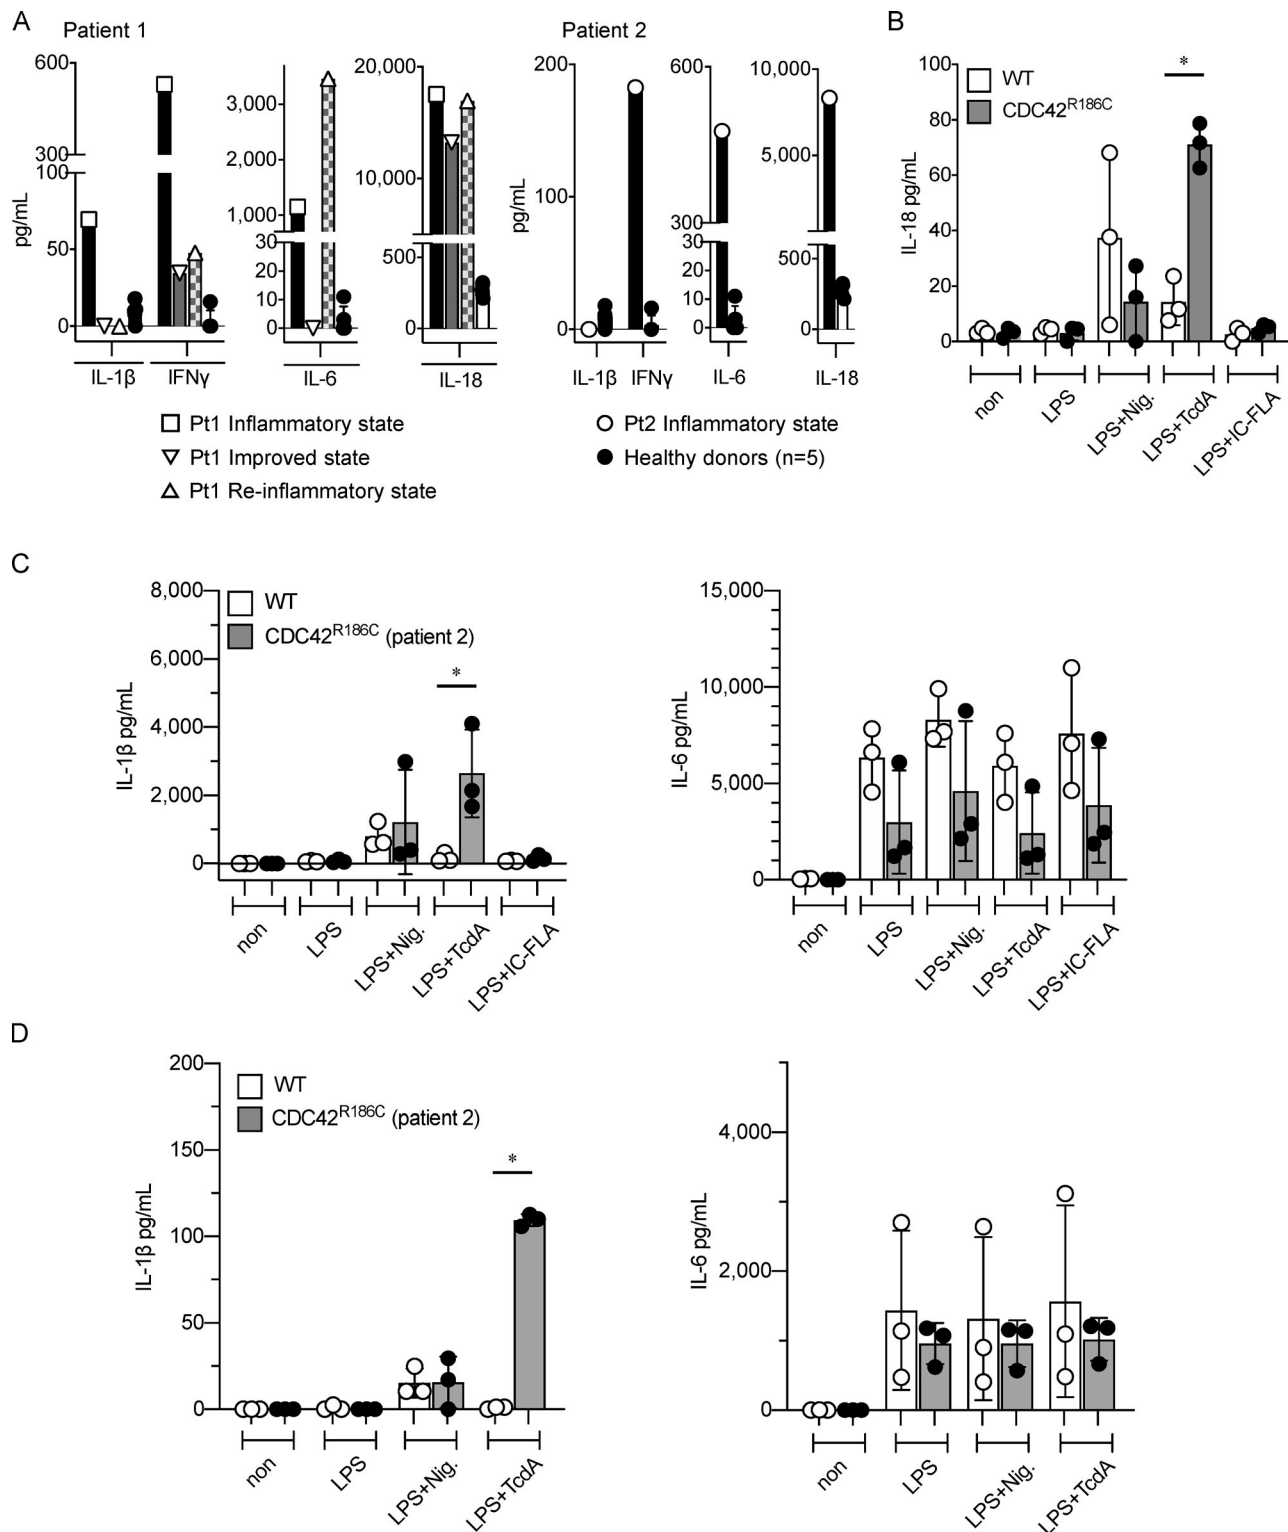 A
Patient 1
Patient 2
600
300
100
50
0
pg/mL
IL-1β
IFNγ
3,000
2,000
1,000
30
20
10
0
IL-6
20,000
10,000
500
0
IL-18
200
100
0
pg/mL
IL-1β
IFNγ
600
300
30
20
10
0
IL-6
10,000
5,000
500
0
IL-18
Pt1 Inflammatory state
Pt1 Improved state
Pt1 Re-inflammatory state
Pt2 Inflammatory state
Healthy donors (n=5)
B
100
80
60
40
20
0
IL-18 pg/mL
WT
CDC42R186C
*
non
LPS
LPS+Nig.
LPS+TcdA
LPS+IC-FLA
C
8,000
6,000
4,000
2,000
0
IL-1β pg/mL
WT
CDC42R186C (patient 2)
*
non
LPS
LPS+Nig.
LPS+TcdA
LPS+IC-FLA
15,000
10,000
5,000
0
IL-6 pg/mL
non
LPS
LPS+Nig.
LPS+TcdA
LPS+IC-FLA
D
200
150
100
50
0
IL-1β pg/mL
WT
CDC42R186C (patient 2)
*
non
LPS
LPS+Nig.
LPS+TcdA
4,000
2,000
0
IL-6 pg/mL
non
LPS
LPS+Nig.
LPS+TcdA